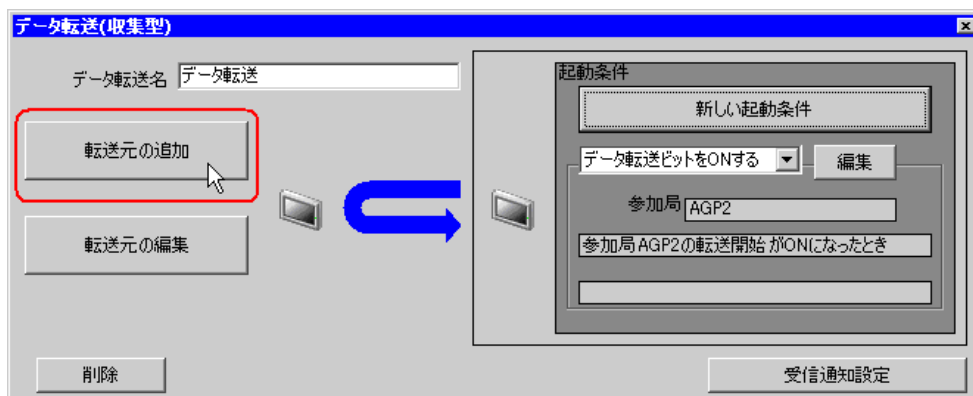 データ転送(収集型)
データ転送名 データ転送
転送元の追加
転送元の編集
起動条件
新しい起動条件
データ転送ビットをONする
編集
参加局 AGP2
参加局AGP2の転送開始 がONになったとき
削除
受信通知設定